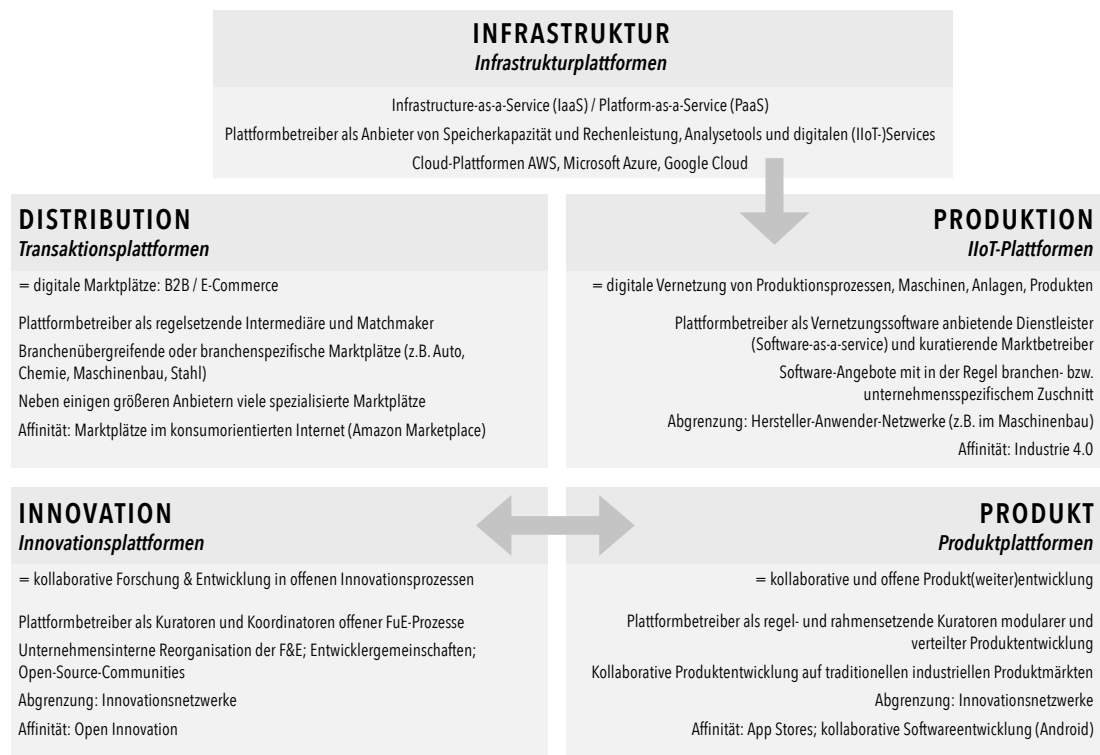 INFRASTRUKTUR
Infrastrukturplattformen
Infrastructure-as-a-Service (IaaS) / Platform-as-a-Service (PaaS)
Plattformbetreiber als Anbieter von Speicherkapazität und Rechenleistung, Analysetools und digitalen (IIoT-)Services
Cloud-Plattformen AWS, Microsoft Azure, Google Cloud
DISTRIBUTION
Transaktionsplattformen
= digitale Marktplätze: B2B / E-Commerce
Plattformbetreiber als regelsetzende Intermediäre und Matchmaker
Branchenübergreifende oder branchenspezifische Marktplätze (z.B. Auto,
Chemie, Maschinenbau, Stahl)
Neben einigen größeren Anbietern viele spezialisierte Marktplätze
Affinität: Marktplätze im konsumorientierten Internet (Amazon Marketplace)
PRODUKTION
IIoT-Plattformen
= digitale Vernetzung von Produktionsprozessen, Maschinen, Anlagen, Produkten
Plattformbetreiber als Vernetzungssoftware anbietende Dienstleister
(Software-as-a-service) und kuratierende Marktbetreiber
Software-Angebote mit in der Regel branchen- bzw.
unternehmensspezifischem Zuschnitt
Abgrenzung: Hersteller-Anwender-Netzwerke (z.B. im Maschinenbau)
Affinität: Industrie 4.0
INNOVATION
Innovationsplattformen
= kollaborative Forschung & Entwicklung in offenen Innovationsprozessen
Plattformbetreiber als Kuratoren und Koordinatoren offener FuE-Prozesse
Unternehmensinterne Reorganisation der F&E; Entwicklergemeinschaften;
Open-Source-Communities
Abgrenzung: Innovationsnetzwerke
Affinität: Open Innovation
PRODUKT
Produktplattformen
= kollaborative und offene Produkt(weiter)entwicklung
Plattformbetreiber als regel- und rahmensetzende Kuratoren modularer und
verteilter Produktentwicklung
Kollaborative Produktentwicklung auf traditionellen industriellen Produktmärkten
Abgrenzung: Innovationsnetzwerke
Affinität: App Stores; kollaborative Softwareentwicklung (Android)